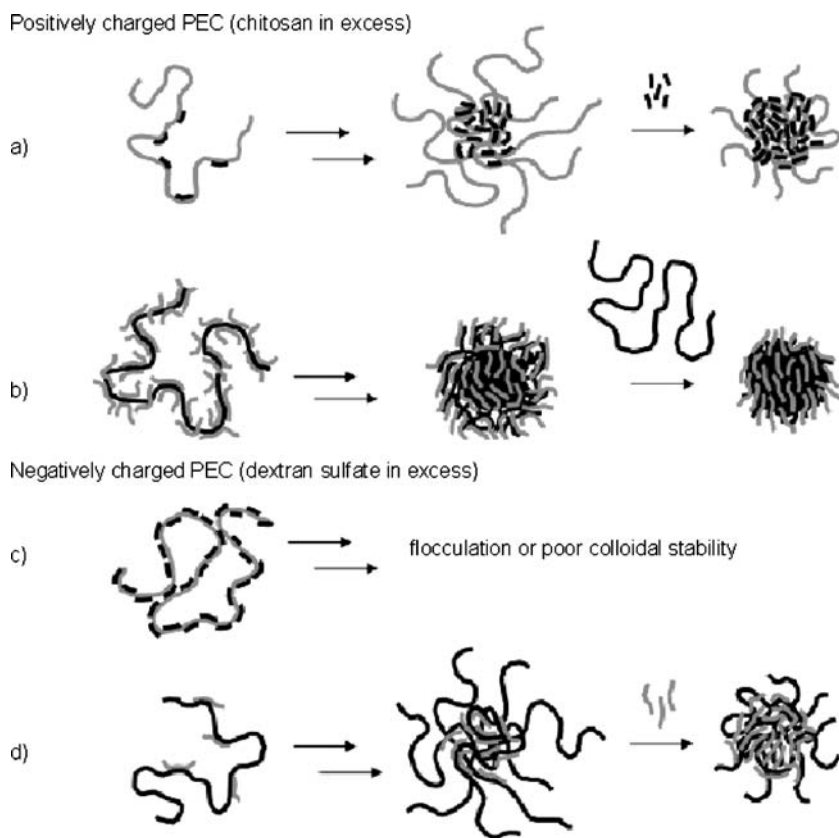 Positively charged PEC (chitosan in excess)
a)
b)
Negatively charged PEC (dextran sulfate in excess)
c)
flocculation or poor colloidal stability
d)